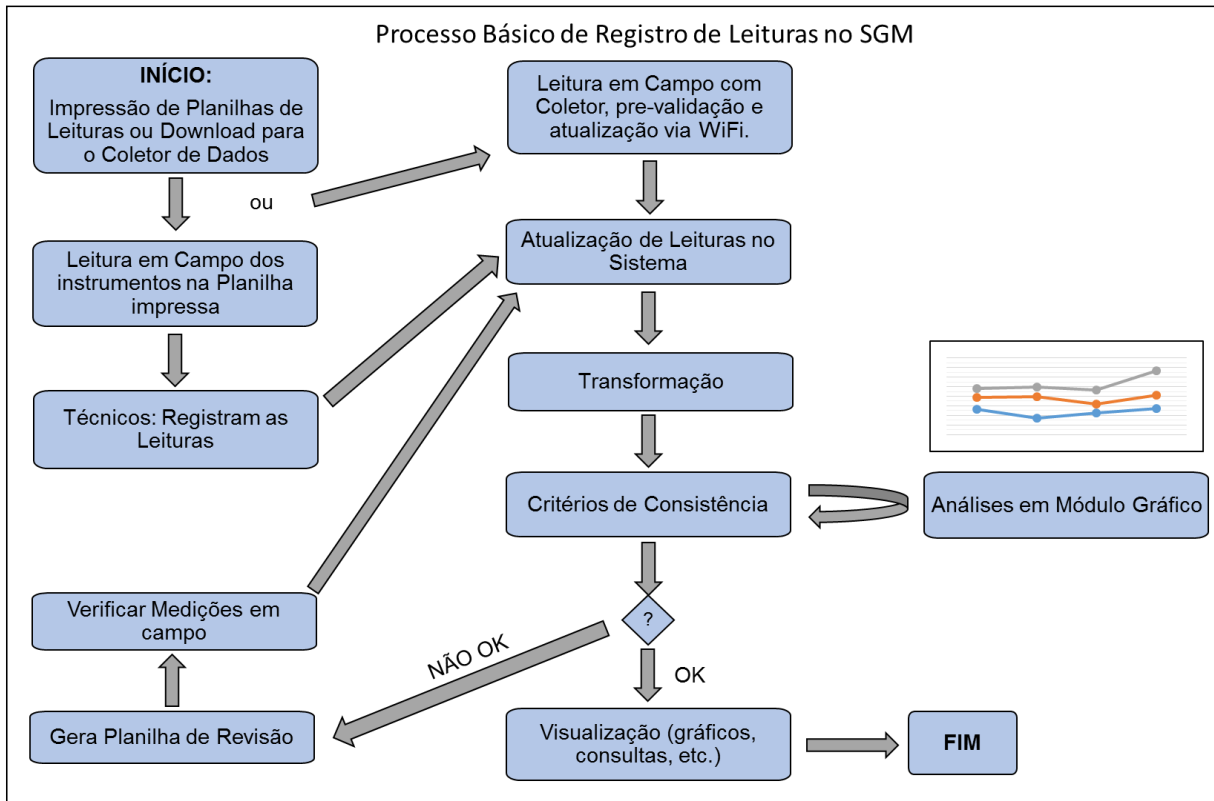 Processo Básico de Registro de Leituras no SGM
INÍCIO:
Impressão de Planilhas de
Leituras ou Download para
o Coletor de Dados
Leitura em Campo com
Coletor, pre-validação e
atualização via WiFi.
ou
Leitura em Campo dos
instrumentos na Planilha
impressa
Atualização de Leituras no
Sistema
Técnicos: Registram as
Leituras
Transformação
Critérios de Consistência
Análises em Módulo Gráfico
Verificar Medições em
campo
?
NÃO OK
OK
Gera Planilha de Revisão
Visualização (gráficos,
consultas, etc.)
FIM